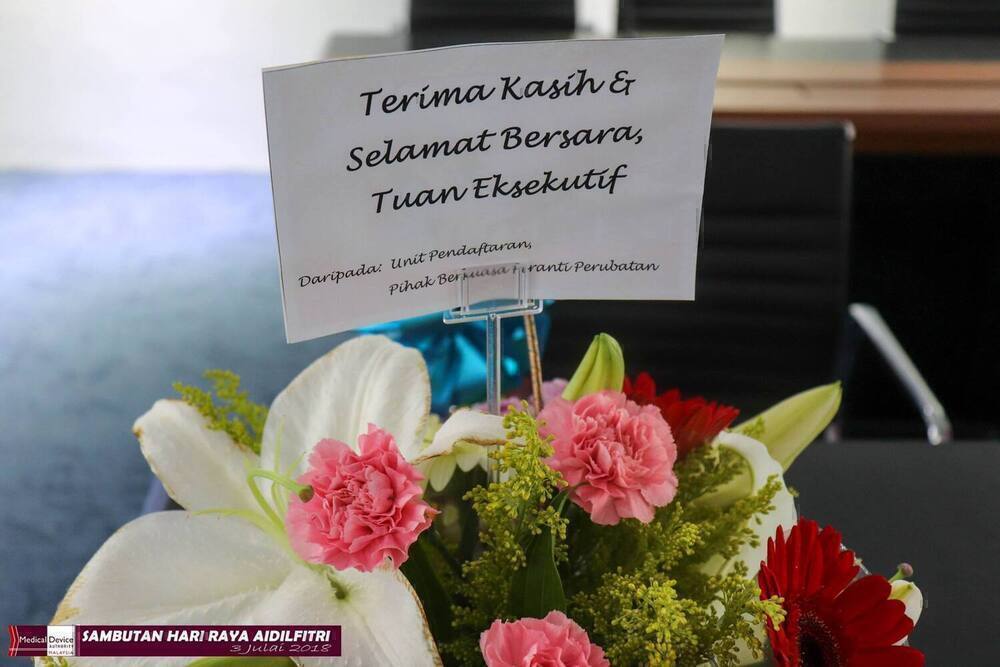 Terima Kasih &
Selamat Bersara,
Tuan Eksekutif
Daripada: Unit Pendaftaran,
Pihak Berkuasa Peranti Perubatan
Medical Device
AUTHORITY
MALAYSIA
SAMBUTAN HARI RAYA AIDILFITRI
3 Julai 2018